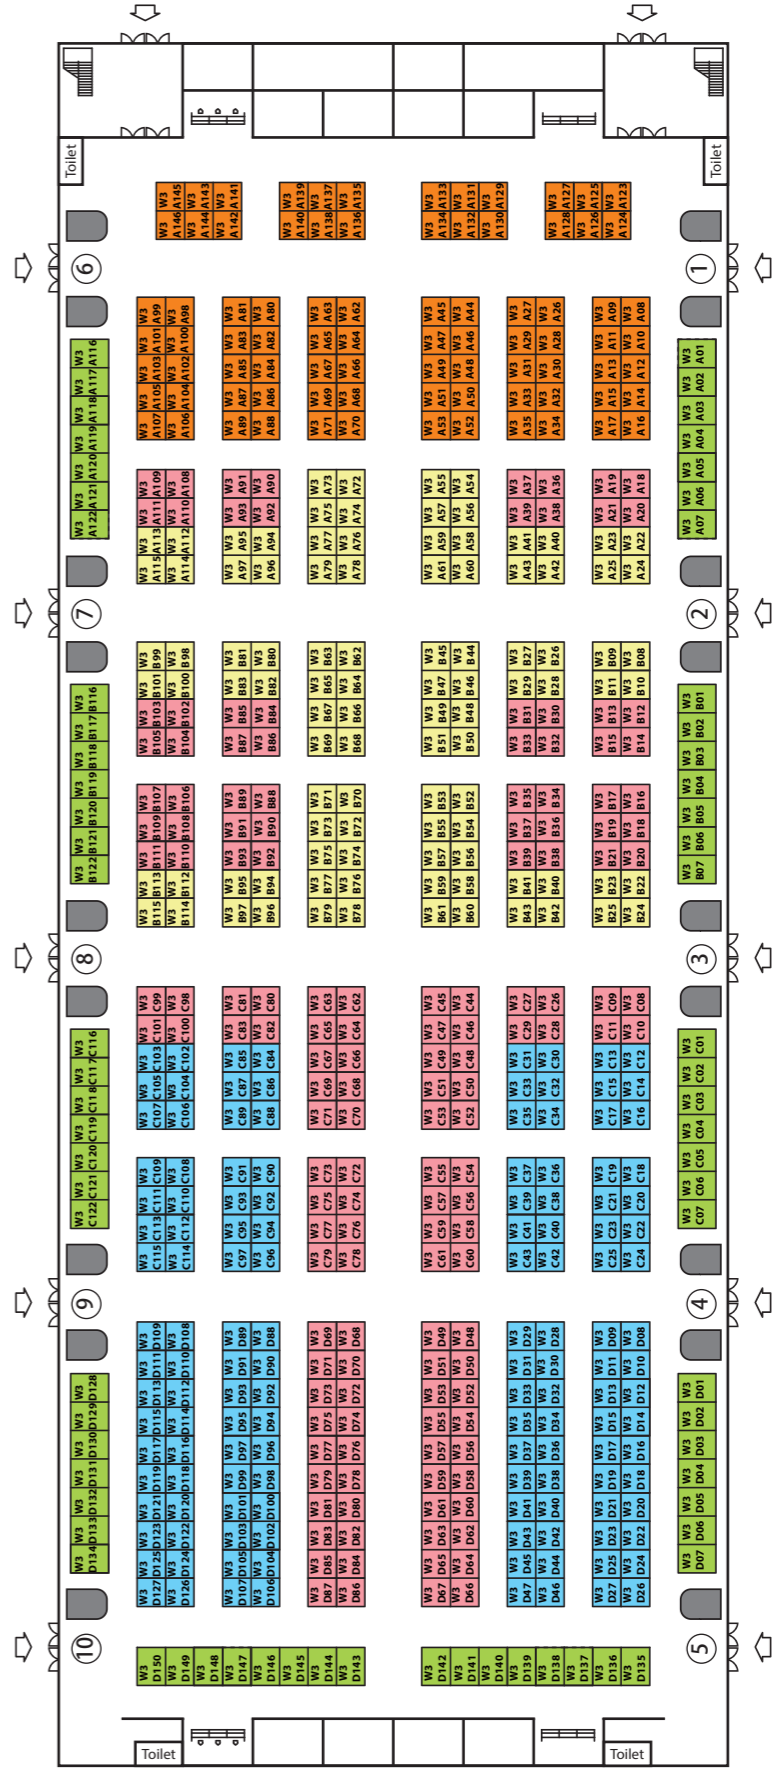 Toilet
Toilet
W3 A145 W3 A143 W3 A141 W3 A139 W3 A137 W3 A135 W3 A133 W3 A131 W3 A129 W3 A127 W3 A125 W3 A123
W3 A146 W3 A144 W3 A142 W3 A140 W3 A138 W3 A136 W3 A134 W3 A132 W3 A130 W3 A128 W3 A126 W3 A124
6
1
W3 A99 W3 A98 W3 A81 W3 A80 W3 A63 W3 A62 W3 A45 W3 A44 W3 A27 W3 A26 W3 A09 W3 A08
W3 A101 W3 A100 W3 A83 W3 A82 W3 A65 W3 A64 W3 A47 W3 A46 W3 A29 W3 A28 W3 A11 W3 A10
W3 A103 W3 A102 W3 A85 W3 A84 W3 A67 W3 A66 W3 A49 W3 A48 W3 A31 W3 A30 W3 A13 W3 A12
W3 A105 W3 A104 W3 A87 W3 A86 W3 A69 W3 A68 W3 A51 W3 A50 W3 A33 W3 A32 W3 A15 W3 A14
W3 A107 W3 A106 W3 A89 W3 A88 W3 A71 W3 A70 W3 A53 W3 A52 W3 A35 W3 A34 W3 A17 W3 A16
W3 A116 W3 A117 W3 A118 W3 A119 W3 A120 W3 A121 W3 A122
W3 A01 W3 A02 W3 A03 W3 A04 W3 A05 W3 A06 W3 A07
W3 A109 W3 A108 W3 A91 W3 A90 W3 A73 W3 A72 W3 A55 W3 A54 W3 A37 W3 A36 W3 A19 W3 A18
W3 A111 W3 A110 W3 A93 W3 A92 W3 A75 W3 A74 W3 A57 W3 A56 W3 A39 W3 A38 W3 A21 W3 A20
W3 A113 W3 A112 W3 A95 W3 A94 W3 A77 W3 A76 W3 A59 W3 A58 W3 A41 W3 A40 W3 A23 W3 A22
W3 A115 W3 A114 W3 A97 W3 A96 W3 A79 W3 A78 W3 A61 W3 A60 W3 A43 W3 A42 W3 A25 W3 A24
7
2
W3 B99 W3 B98 W3 B81 W3 B80 W3 B63 W3 B62 W3 B45 W3 B44 W3 B27 W3 B26 W3 B09 W3 B08
W3 B101 W3 B100 W3 B83 W3 B82 W3 B65 W3 B64 W3 B47 W3 B46 W3 B29 W3 B28 W3 B11 W3 B10
W3 B103 W3 B102 W3 B85 W3 B84 W3 B67 W3 B66 W3 B49 W3 B48 W3 B31 W3 B30 W3 B13 W3 B12
W3 B105 W3 B104 W3 B87 W3 B86 W3 B69 W3 B68 W3 B51 W3 B50 W3 B33 W3 B32 W3 B15 W3 B14
W3 B116 W3 B117 W3 B118 W3 B119 W3 B120 W3 B121 W3 B122
W3 B01 W3 B02 W3 B03 W3 B04 W3 B05 W3 B06 W3 B07
W3 B107 W3 B106 W3 B89 W3 B88 W3 B71 W3 B70 W3 B53 W3 B52 W3 B35 W3 B34 W3 B17 W3 B16
W3 B109 W3 B108 W3 B91 W3 B90 W3 B73 W3 B72 W3 B55 W3 B54 W3 B37 W3 B36 W3 B19 W3 B18
W3 B111 W3 B110 W3 B93 W3 B92 W3 B75 W3 B74 W3 B57 W3 B56 W3 B39 W3 B38 W3 B21 W3 B20
W3 B113 W3 B112 W3 B95 W3 B94 W3 B77 W3 B76 W3 B59 W3 B58 W3 B41 W3 B40 W3 B23 W3 B22
W3 B115 W3 B114 W3 B97 W3 B96 W3 B79 W3 B78 W3 B61 W3 B60 W3 B43 W3 B42 W3 B25 W3 B24
8
3
W3 C99 W3 C98 W3 C81 W3 C80 W3 C63 W3 C62 W3 C45 W3 C44 W3 C27 W3 C26 W3 C09 W3 C08
W3 C101 W3 C100 W3 C83 W3 C82 W3 C65 W3 C64 W3 C47 W3 C46 W3 C29 W3 C28 W3 C11 W3 C10
W3 C103 W3 C102 W3 C85 W3 C84 W3 C67 W3 C66 W3 C49 W3 C48 W3 C31 W3 C30 W3 C13 W3 C12
W3 C105 W3 C104 W3 C87 W3 C86 W3 C69 W3 C68 W3 C51 W3 C50 W3 C33 W3 C32 W3 C15 W3 C14
W3 C107 W3 C106 W3 C89 W3 C88 W3 C71 W3 C70 W3 C53 W3 C52 W3 C35 W3 C34 W3 C17 W3 C16
W3 C116 W3 C117 W3 C118 W3 C119 W3 C120 W3 C121 W3 C122
W3 C01 W3 C02 W3 C03 W3 C04 W3 C05 W3 C06 W3 C07
W3 C109 W3 C108 W3 C91 W3 C90 W3 C73 W3 C72 W3 C55 W3 C54 W3 C37 W3 C36 W3 C19 W3 C18
W3 C111 W3 C110 W3 C93 W3 C92 W3 C75 W3 C74 W3 C57 W3 C56 W3 C39 W3 C38 W3 C21 W3 C20
W3 C113 W3 C112 W3 C95 W3 C94 W3 C77 W3 C76 W3 C59 W3 C58 W3 C41 W3 C40 W3 C23 W3 C22
W3 C115 W3 C114 W3 C97 W3 C96 W3 C79 W3 C78 W3 C61 W3 C60 W3 C43 W3 C42 W3 C25 W3 C24
9
4
W3 D109 W3 D108 W3 D89 W3 D88 W3 D69 W3 D68 W3 D49 W3 D48 W3 D29 W3 D28 W3 D09 W3 D08
W3 D111 W3 D110 W3 D91 W3 D90 W3 D71 W3 D70 W3 D51 W3 D50 W3 D31 W3 D30 W3 D11 W3 D10
W3 D113 W3 D112 W3 D93 W3 D92 W3 D73 W3 D72 W3 D53 W3 D52 W3 D33 W3 D32 W3 D13 W3 D12
W3 D115 W3 D114 W3 D95 W3 D94 W3 D75 W3 D74 W3 D55 W3 D54 W3 D35 W3 D34 W3 D15 W3 D14
W3 D117 W3 D116 W3 D97 W3 D96 W3 D77 W3 D76 W3 D57 W3 D56 W3 D37 W3 D36 W3 D17 W3 D16
W3 D119 W3 D118 W3 D99 W3 D98 W3 D79 W3 D78 W3 D59 W3 D58 W3 D39 W3 D38 W3 D19 W3 D18
W3 D121 W3 D120 W3 D101 W3 D100 W3 D81 W3 D80 W3 D61 W3 D60 W3 D41 W3 D40 W3 D21 W3 D20
W3 D123 W3 D122 W3 D103 W3 D102 W3 D83 W3 D82 W3 D63 W3 D62 W3 D43 W3 D42 W3 D23 W3 D22
W3 D125 W3 D124 W3 D105 W3 D104 W3 D85 W3 D84 W3 D65 W3 D64 W3 D45 W3 D44 W3 D25 W3 D24
W3 D127 W3 D126 W3 D107 W3 D106 W3 D87 W3 D86 W3 D67 W3 D66 W3 D47 W3 D46 W3 D27 W3 D26
W3 D128 W3 D129 W3 D130 W3 D131 W3 D132 W3 D133 W3 D134
W3 D01 W3 D02 W3 D03 W3 D04 W3 D05 W3 D06 W3 D07
10
5
W3 D150 W3 D149 W3 D148 W3 D147 W3 D146 W3 D145 W3 D144 W3 D143 W3 D142 W3 D141 W3 D140 W3 D139 W3 D138 W3 D137 W3 D136 W3 D135
Toilet
Toilet